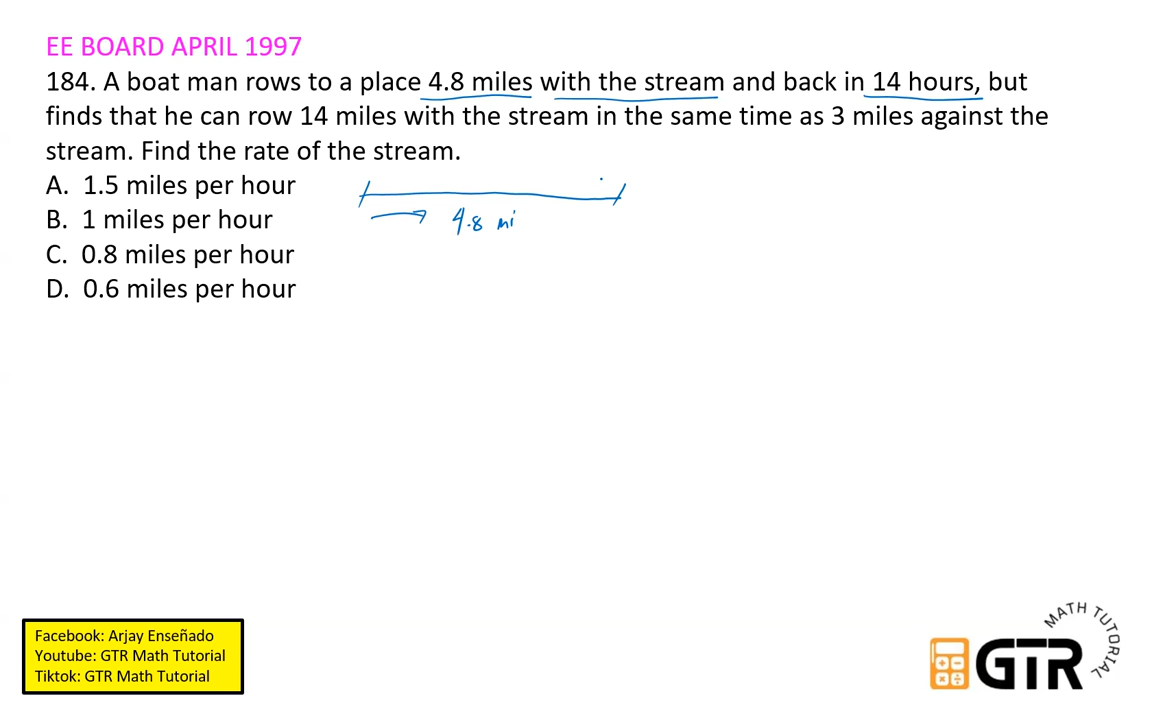 EE BOARD APRIL 1997
184. A boat man rows to a place 4.8 miles with the stream and back in 14 hours, but
finds that he can row 14 miles with the stream in the same time as 3 miles against the
stream. Find the rate of the stream.
A. 1.5 miles per hour
B. 1 miles per hour
C. 0.8 miles per hour
D. 0.6 miles per hour
4.8 mi
Facebook: Arjay Enseñado
Youtube: GTR Math Tutorial
Tiktok: GTR Math Tutorial
GTR
MATH TUTORIAL